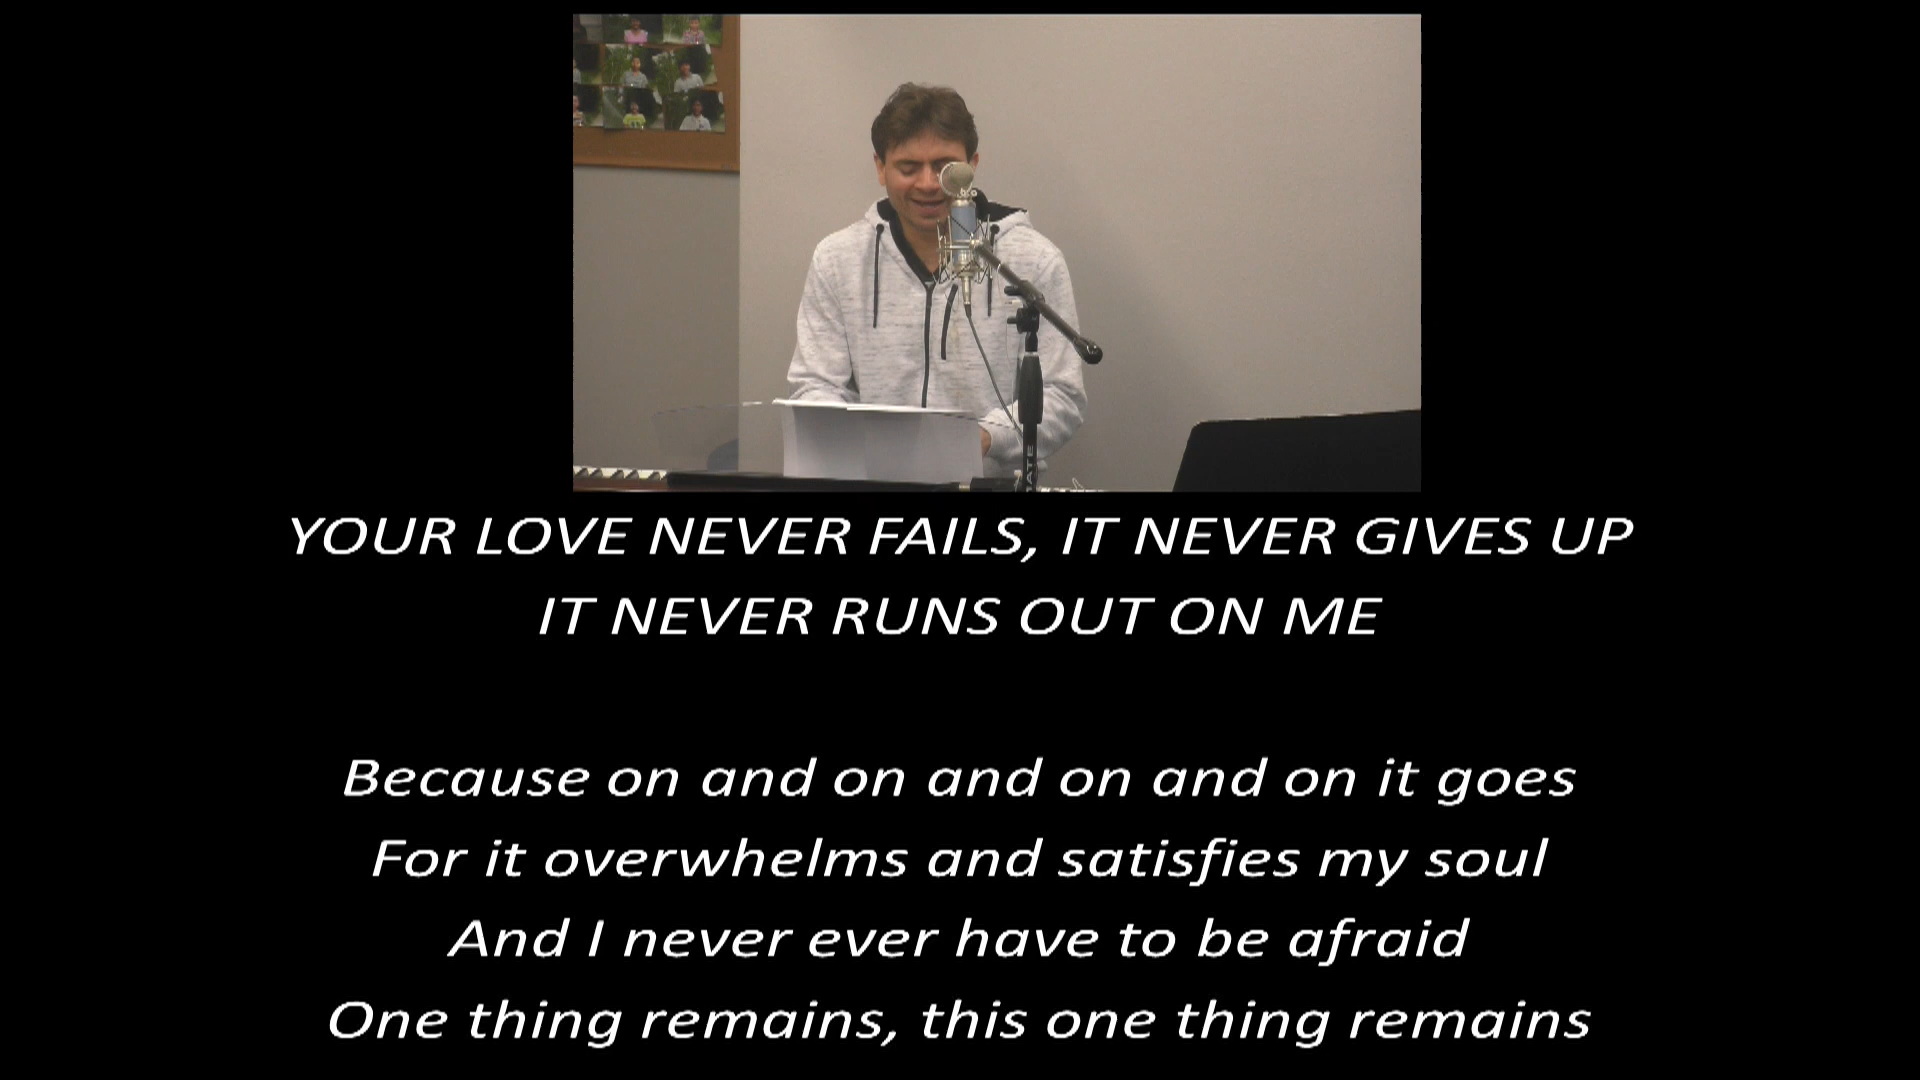 YOUR LOVE NEVER FAILS, IT NEVER GIVES UP
IT NEVER RUNS OUT ON ME
Because on and on and on and on it goes
For it overwhelms and satisfies my soul
And I never ever have to be afraid
One thing remains, this one thing remains